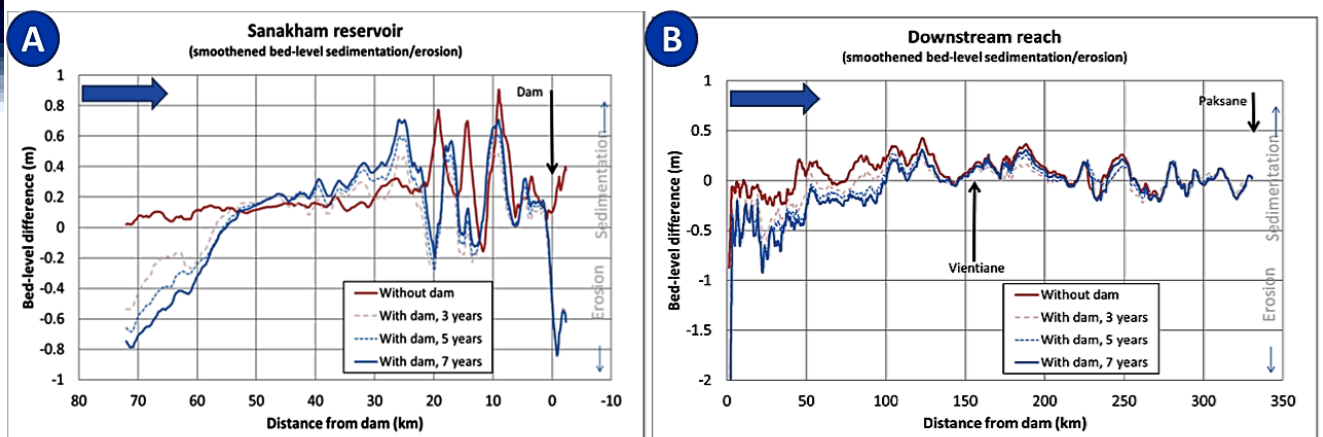 A
Sanakham reservoir
(smoothened bed-level sedimentation/erosion)
Bed-level difference (m)
1
0.8
0.6
0.4
0.2
0
-0.2
-0.4
-0.6
-0.8
-1
Dam
Sedimentation
Erosion
Without dam
With dam, 3 years
With dam, 5 years
With dam, 7 years
80 70 60 50 40 30 20 10 0 -10
Distance from dam (km)
B
Downstream reach
(smoothened bed-level sedimentation/erosion)
Bed-level difference (m)
1
0.5
0
-0.5
-1
-1.5
-2
Paksane
Vientiane
Sedimentation
Erosion
Without dam
With dam, 3 years
With dam, 5 years
With dam, 7 years
0 50 100 150 200 250 300 350
Distance from dam (km)